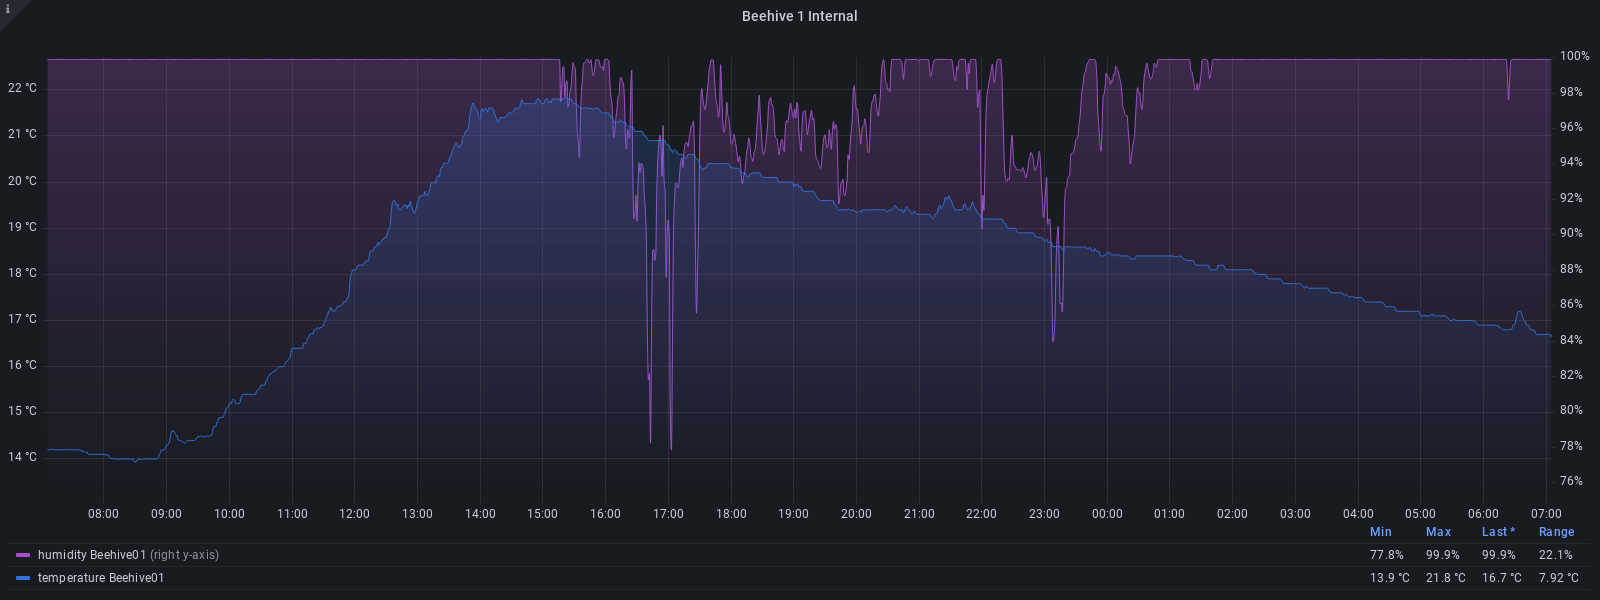 i
Beehive 1 Internal
100%
22 °C 98%
21 °C 96%
94%
20 °C
92%
19 °C 90%
18 °C 88%
86%
17 °C
84%
16 °C
82%
15 °C 80%
78%
14 °C
76%
08:00 09:00 10:00 11:00 12:00 13:00 14:00 15:00 16:00 17:00 18:00 19:00 20:00 21:00 22:00 23:00 00:00 01:00 02:00 03:00 04:00 05:00 06:00 07:00
Min Max Last * Range
humidity Beehive01 (right y-axis) 77.8% 99.9% 99.9% 22.1%
temperature Beehive01 13.9 °C 21.8 °C 16.7 °C 7.92 °C